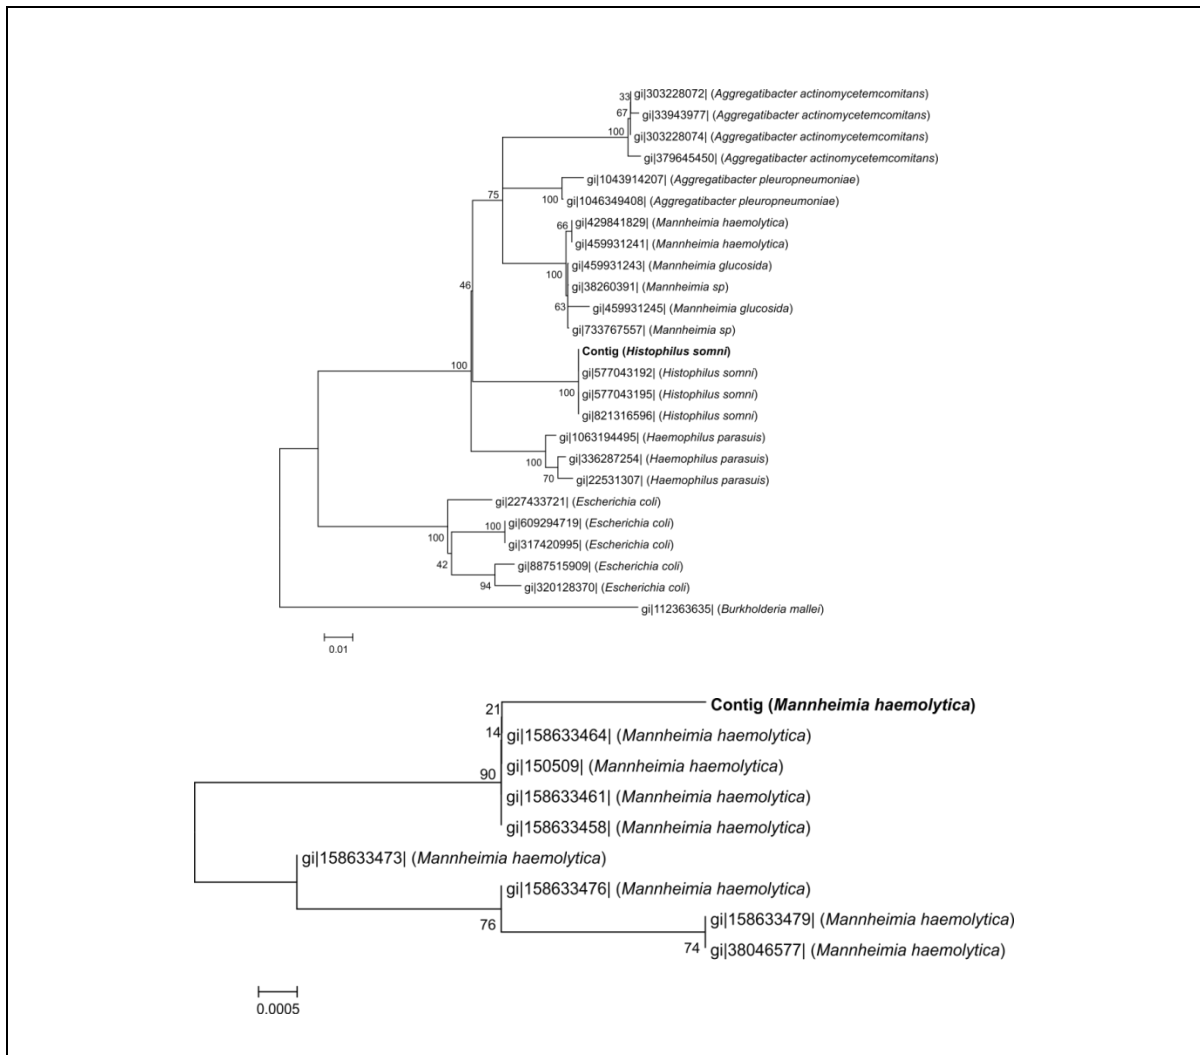 33 gi|303228072| (Aggregatibacter actinomycetemcomitans)
67 gi|33943977| (Aggregatibacter actinomycetemcomitans)
100 gi|303228074| (Aggregatibacter actinomycetemcomitans)
gi|379645450| (Aggregatibacter actinomycetemcomitans)
gi|1043914207| (Aggregatibacter pleuropneumoniae)
75
100 gi|1046349408| (Aggregatibacter pleuropneumoniae)
66 gi|429841829| (Mannheimia haemolytica)
gi|459931241| (Mannheimia haemolytica)
gi|459931243| (Mannheimia glucosida)
100
46 gi|38260391| (Mannheimia sp)
63 gi|459931245| (Mannheimia glucosida)
gi|733767557| (Mannheimia sp)
Contig (Histophilus somni)
100
gi|577043192| (Histophilus somni)
100 gi|577043195| (Histophilus somni)
gi|821316596| (Histophilus somni)
gi|1063194495| (Haemophilus parasuis)
100 gi|336287254| (Haemophilus parasuis)
70 gi|22531307| (Haemophilus parasuis)
gi|227433721| (Escherichia coli)
100 gi|609294719| (Escherichia coli)
100
gi|317420995| (Escherichia coli)
42 gi|887515909| (Escherichia coli)
94 gi|320128370| (Escherichia coli)
gi|112363635| (Burkholderia mallei)
0.01
21 Contig (Mannheimia haemolytica)
14 gi|158633464| (Mannheimia haemolytica)
90 gi|150509| (Mannheimia haemolytica)
gi|158633461| (Mannheimia haemolytica)
gi|158633458| (Mannheimia haemolytica)
gi|158633473| (Mannheimia haemolytica)
gi|158633476| (Mannheimia haemolytica)
76 gi|158633479| (Mannheimia haemolytica)
74 gi|38046577| (Mannheimia haemolytica)
0.0005